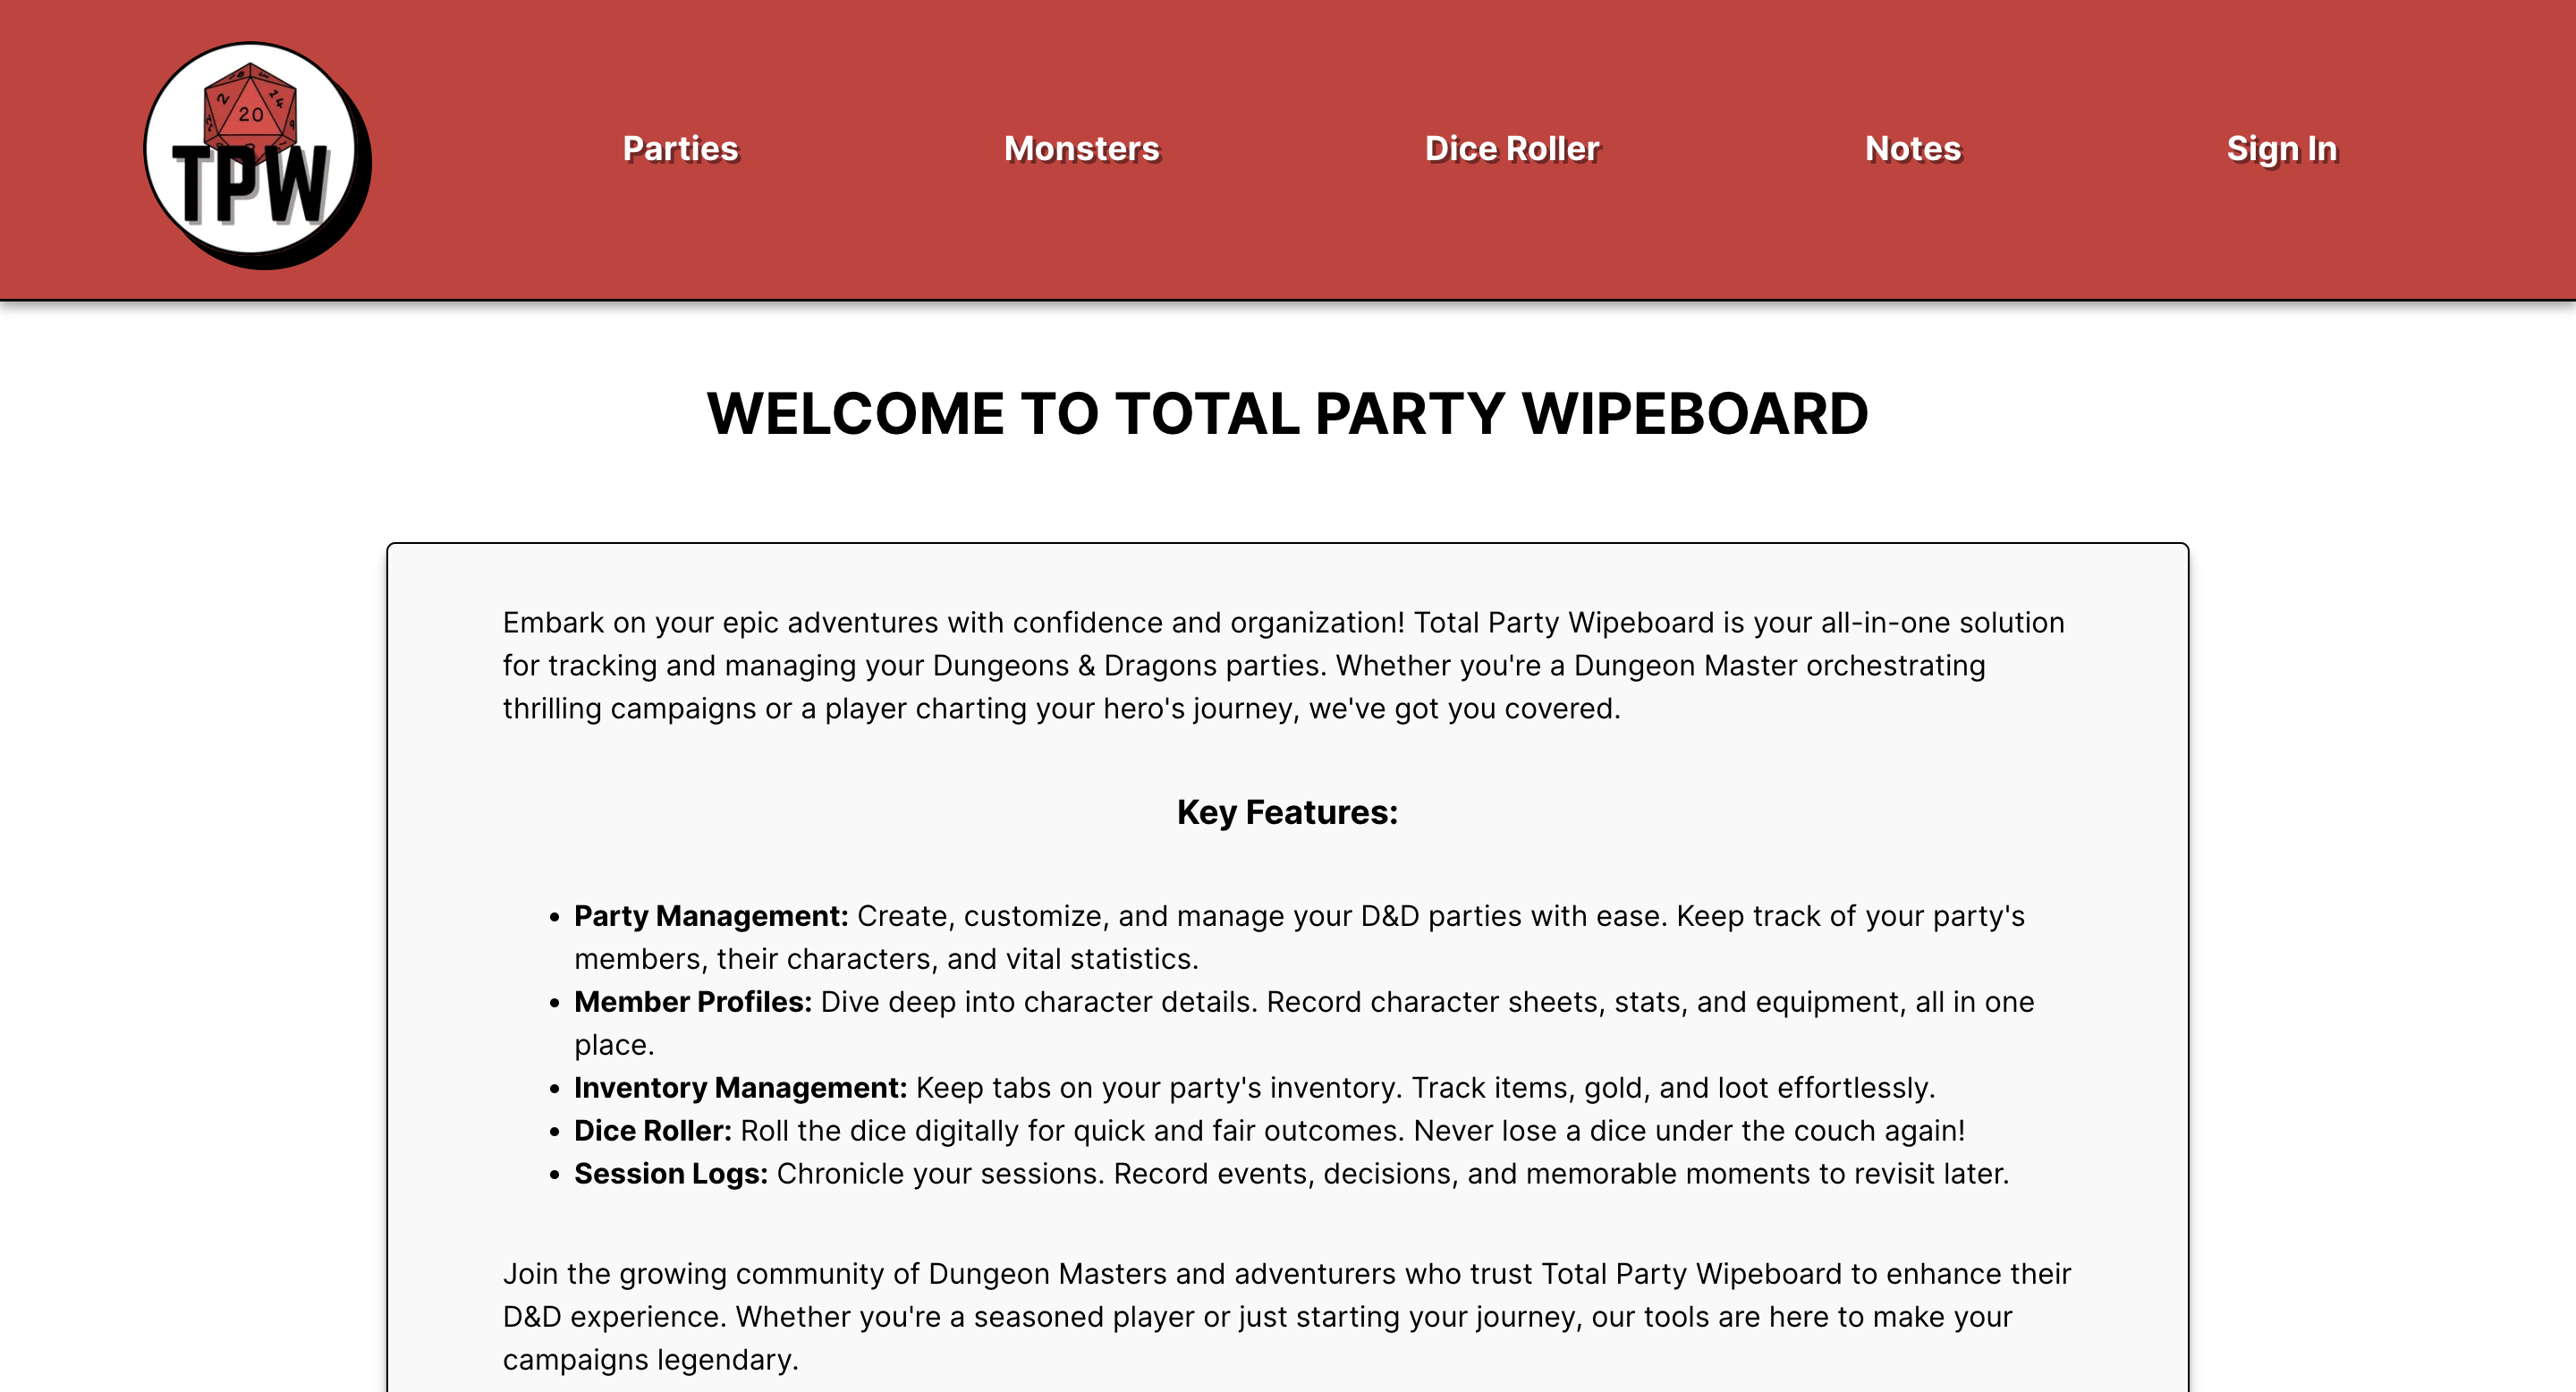 20
2
14
TPW
Parties
Monsters
Dice Roller
Notes
Sign In
WELCOME TO TOTAL PARTY WIPEBOARD
Embark on your epic adventures with confidence and organization! Total Party Wipeboard is your all-in-one solution
for tracking and managing your Dungeons & Dragons parties. Whether you're a Dungeon Master orchestrating
thrilling campaigns or a player charting your hero's journey, we've got you covered.
Key Features:
• Party Management: Create, customize, and manage your D&D parties with ease. Keep track of your party's
members, their characters, and vital statistics.
• Member Profiles: Dive deep into character details. Record character sheets, stats, and equipment, all in one
place.
• Inventory Management: Keep tabs on your party's inventory. Track items, gold, and loot effortlessly.
• Dice Roller: Roll the dice digitally for quick and fair outcomes. Never lose a dice under the couch again!
• Session Logs: Chronicle your sessions. Record events, decisions, and memorable moments to revisit later.
Join the growing community of Dungeon Masters and adventurers who trust Total Party Wipeboard to enhance their
D&D experience. Whether you're a seasoned player or just starting your journey, our tools are here to make your
campaigns legendary.